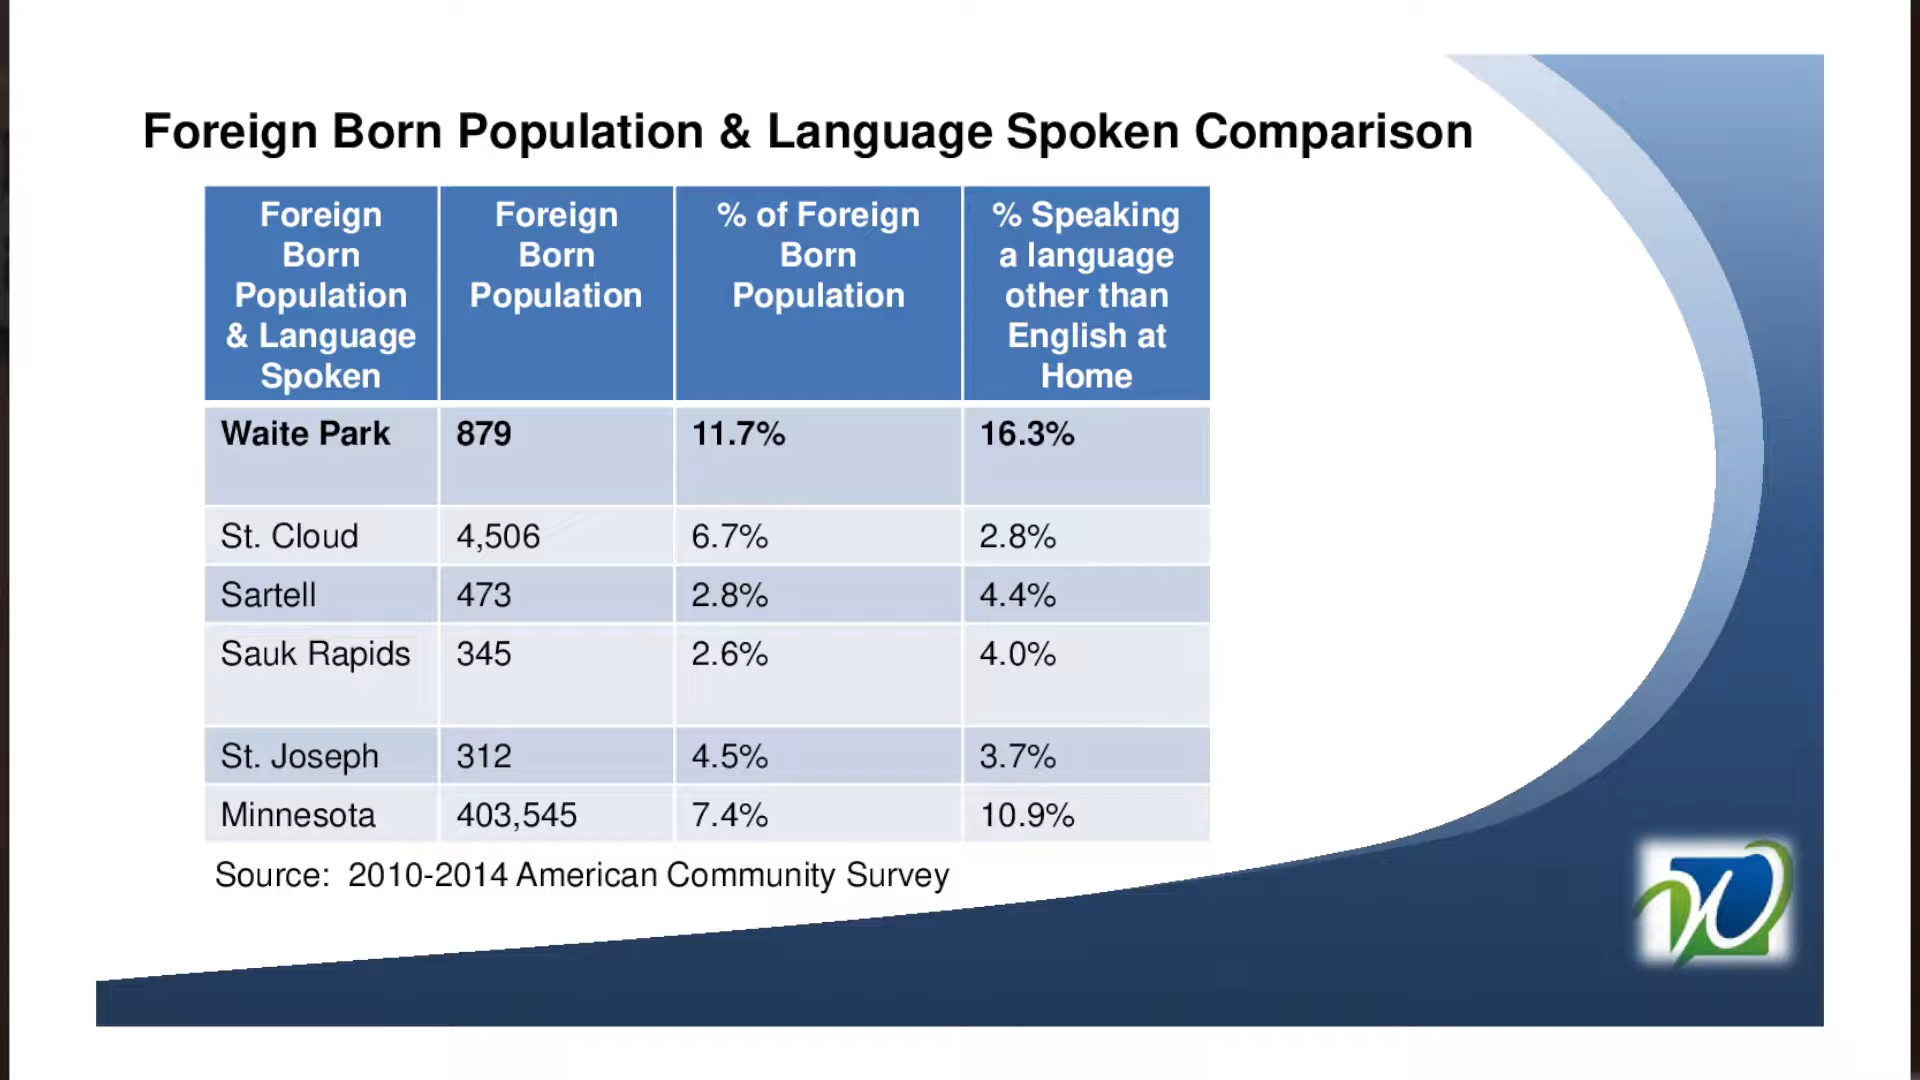 Foreign Born Population & Language Spoken Comparison
Foreign
Born
Population
& Language
Spoken
Foreign
Born
Population
% of Foreign
Born
Population
% Speaking
a language
other than
English at
Home
Waite Park 879 11.7% 16.3%
St. Cloud 4,506 6.7% 2.8%
Sartell 473 2.8% 4.4%
Sauk Rapids 345 2.6% 4.0%
St. Joseph 312 4.5% 3.7%
Minnesota 403,545 7.4% 10.9%
Source: 2010-2014 American Community Survey